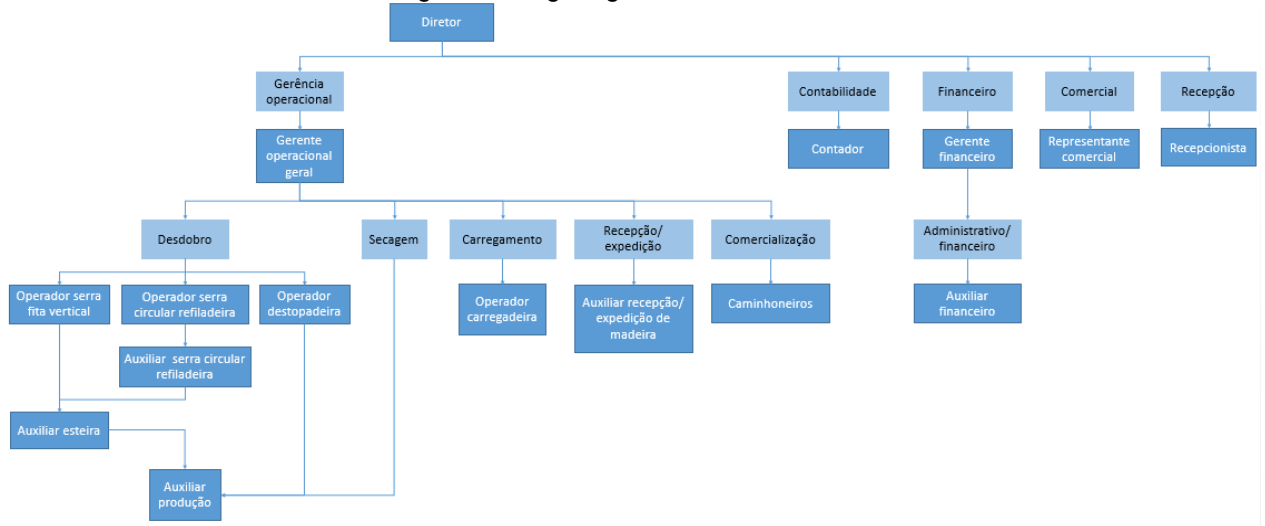 Diretor
Gerência
operacional
Contabilidade
Financeiro
Comercial
Recepção
Gerente
operacional
geral
Contador
Gerente
financeiro
Representante
comercial
Recepcionista
Desdobro
Secagem
Carregamento
Recepção/
expedição
Comercialização
Administrativo/
financeiro
Operador serra
fita vertical
Operador serra
circular refiladeira
Operador
destopadeira
Operador
carregadeira
Auxiliar recepção/
expedição de
madeira
Caminhoneiros
Auxiliar
financeiro
Auxiliar serra circular
refiladeira
Auxiliar esteira
Auxiliar
produção